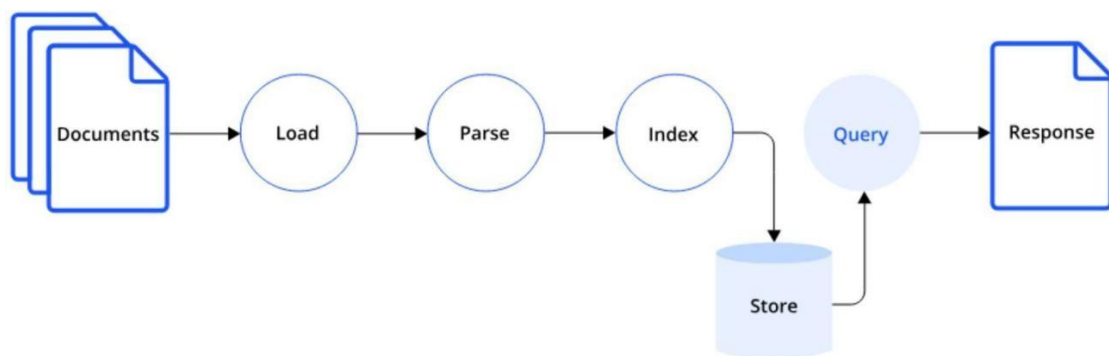 Documents
Load
Parse
Index
Store
Query
Response